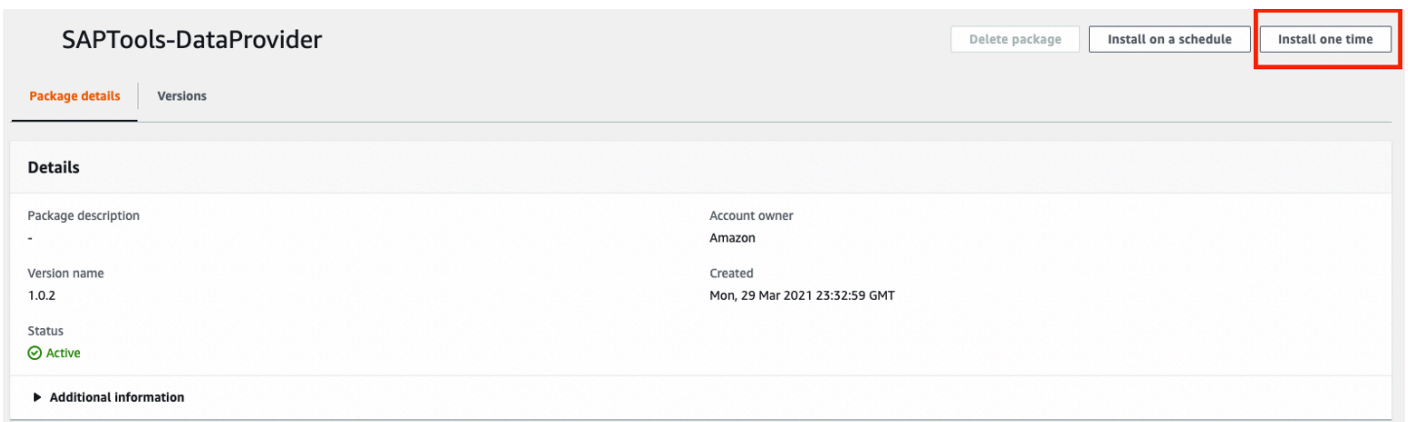 SAPTools-DataProvider
Delete package
Install on a schedule
Install one time
Package details
Versions
Details
Package description
-
Account owner
Amazon
Version name
1.0.2
Created
Mon, 29 Mar 2021 23:32:59 GMT
Status
Active
Additional information